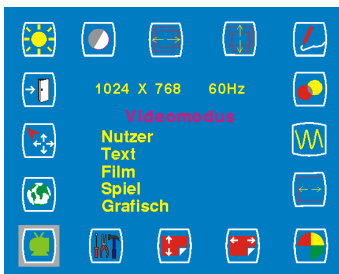 1024 X 768 60Hz
Videomodus
Nutzer
Text
Film
Spiel
Grafisch